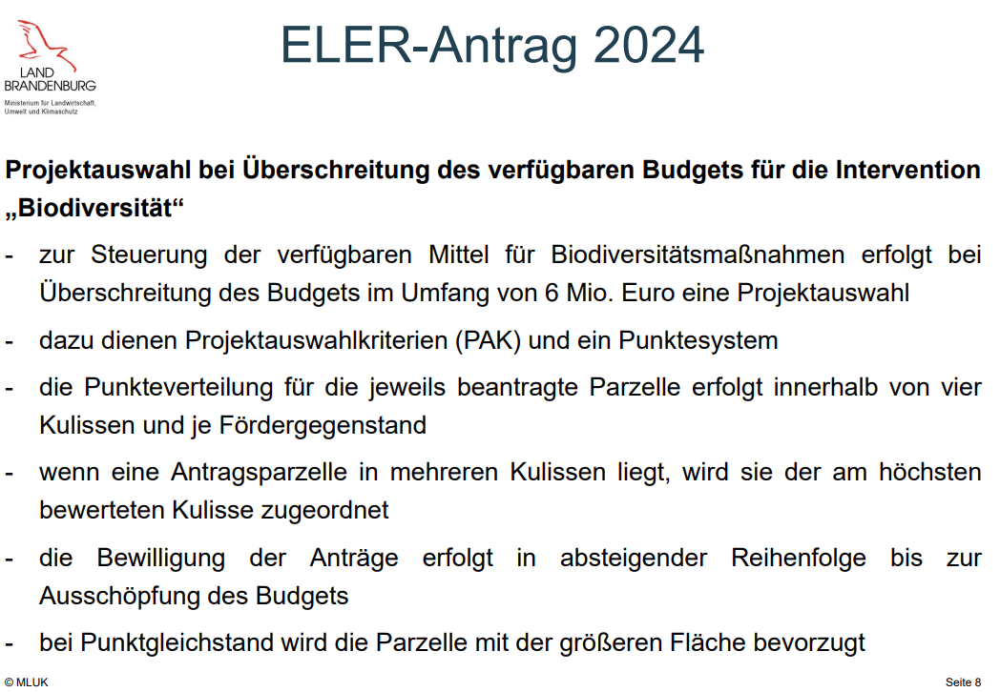 LAND
BRANDENBURG
Ministerium für Landwirtschaft,
Umwelt und Klimaschutz
ELER-Antrag 2024
Projektauswahl bei Überschreitung des verfügbaren Budgets für die Intervention
„Biodiversität“
- zur Steuerung der verfügbaren Mittel für Biodiversitätsmaßnahmen erfolgt bei
Überschreitung des Budgets im Umfang von 6 Mio. Euro eine Projektauswahl
- dazu dienen Projektauswahlkriterien (PAK) und ein Punktesystem
- die Punkteverteilung für die jeweils beantragte Parzelle erfolgt innerhalb von vier
Kulissen und je Fördergegenstand
- wenn eine Antragsparzelle in mehreren Kulissen liegt, wird sie der am höchsten
bewerteten Kulisse zugeordnet
- die Bewilligung der Anträge erfolgt in absteigender Reihenfolge bis zur
Ausschöpfung des Budgets
- bei Punktgleichstand wird die Parzelle mit der größeren Fläche bevorzugt
© MLUK
Seite 8